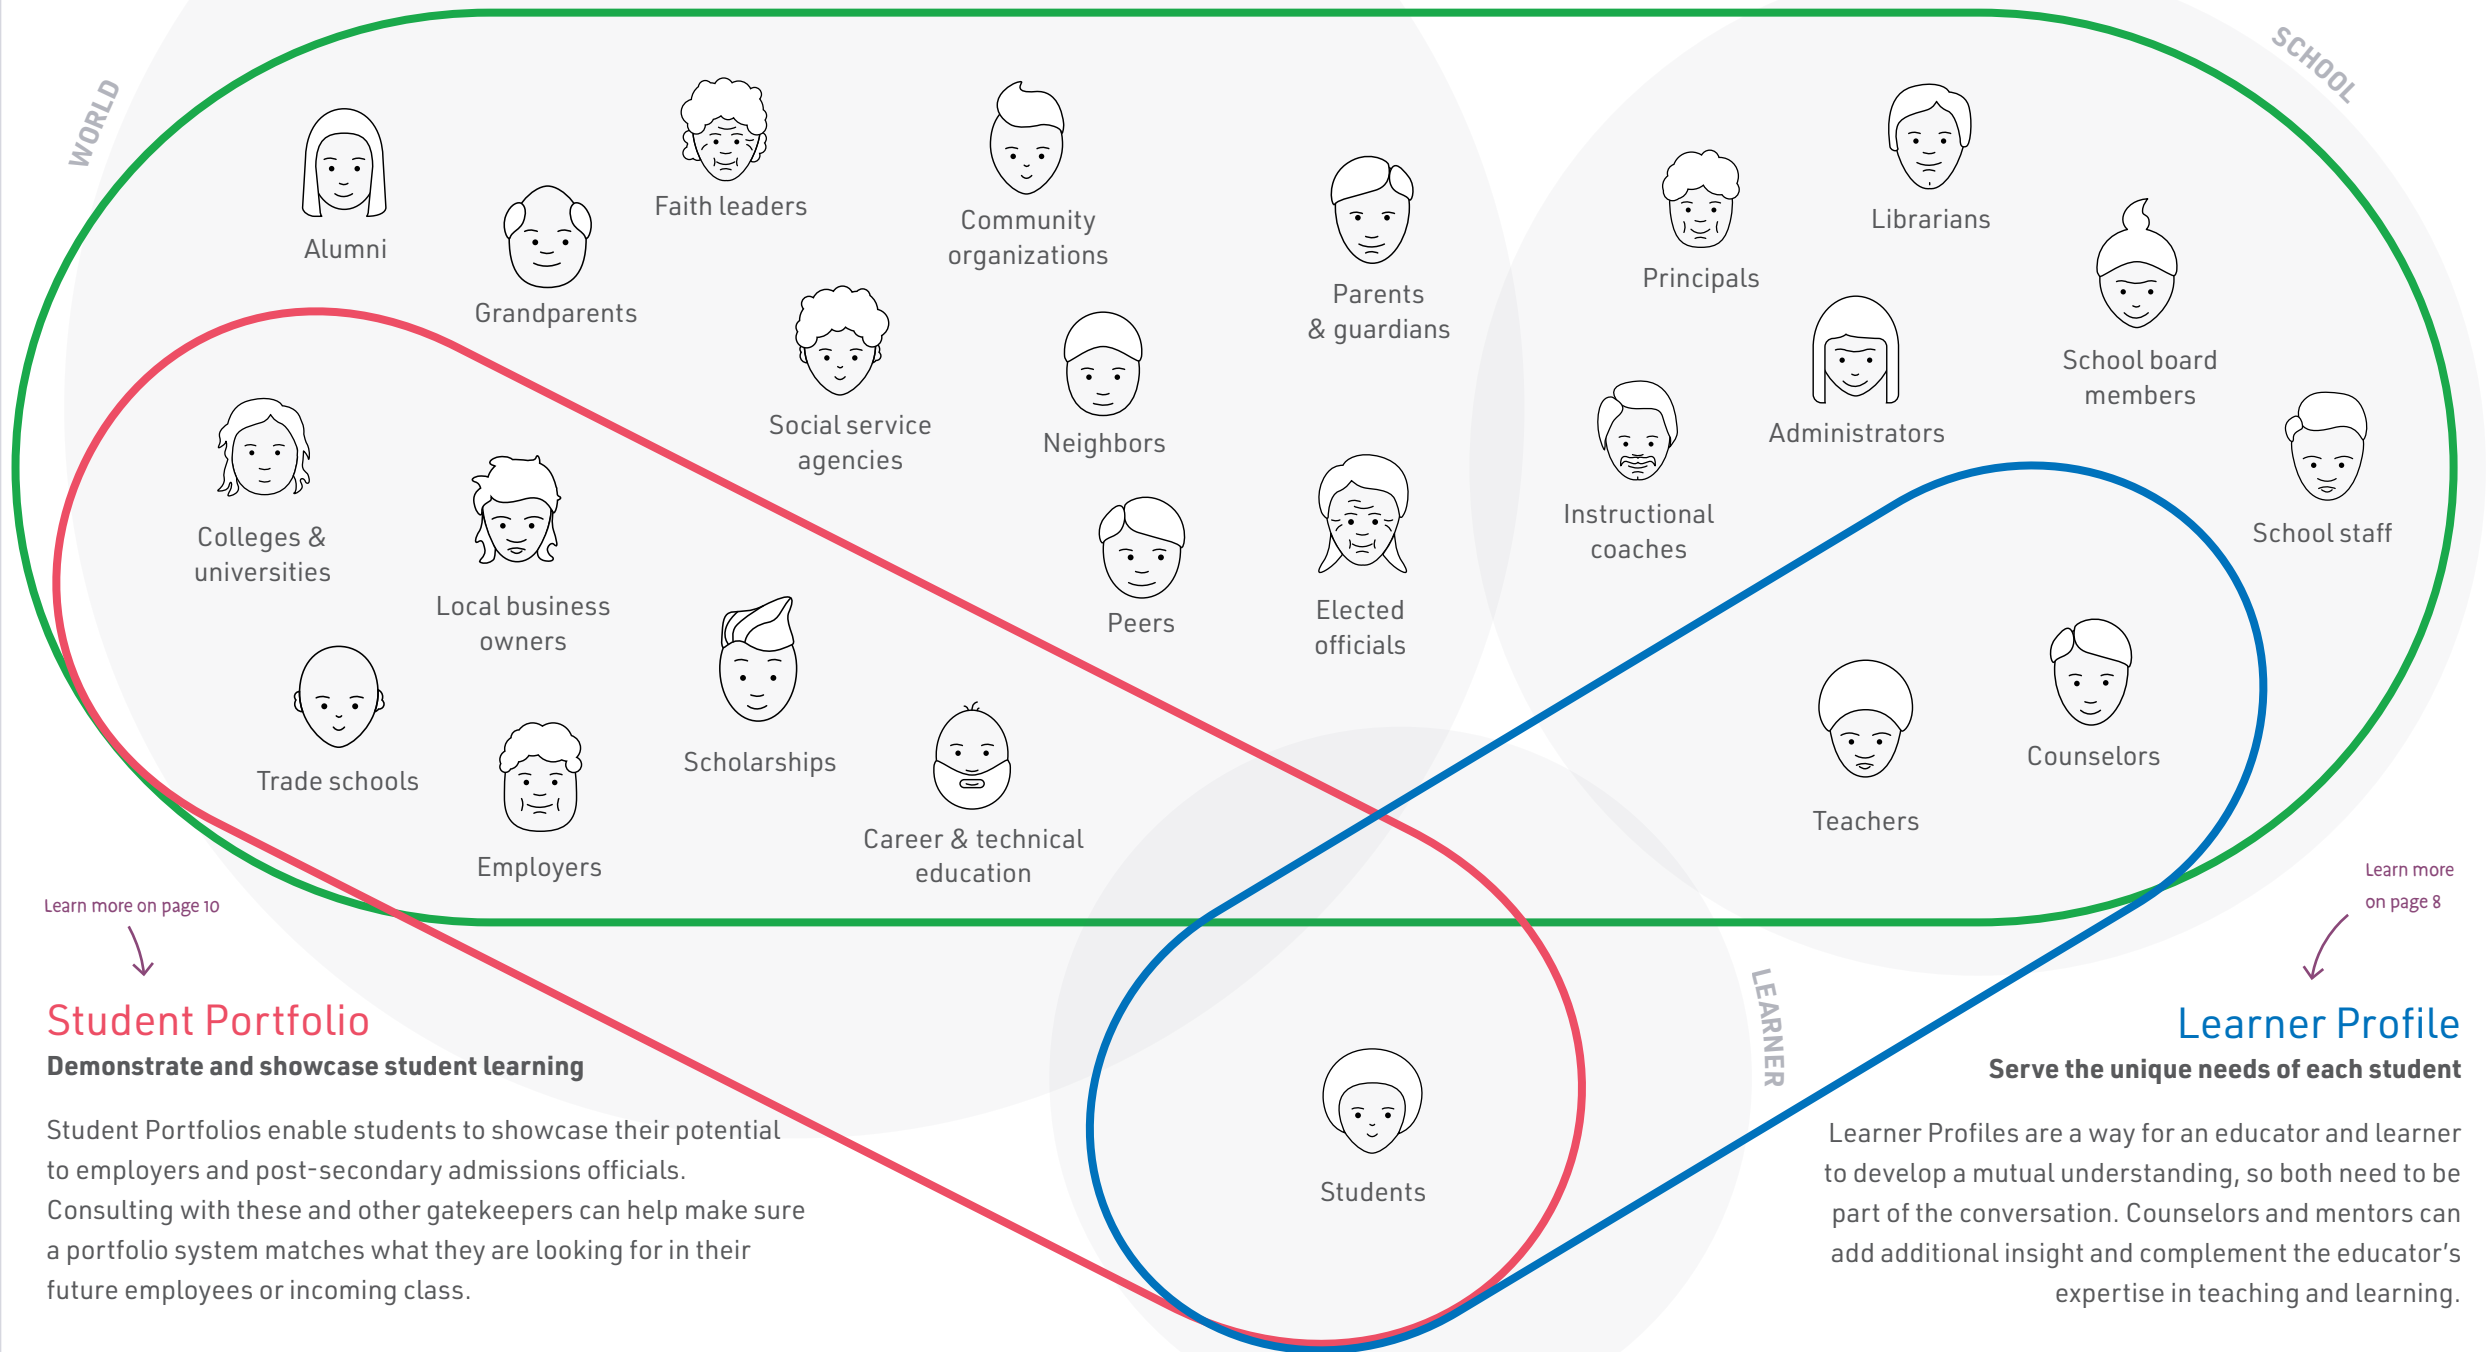 WORLD
SCHOOL
Alumni
Grandparents
Faith leaders
Community
organizations
Parents
& guardians
Principals
Librarians
School board
members
Social service
agencies
Neighbors
Instructional
coaches
Administrators
School staff
Colleges &
universities
Local business
owners
Peers
Elected
officials
Trade schools
Scholarships
Employers
Career & technical
education
Teachers
Counselors
LEARNER
Students
Learn more on page 10
Student Portfolio
Demonstrate and showcase student learning
Student Portfolios enable students to showcase their potential
to employers and post-secondary admissions officials.
Consulting with these and other gatekeepers can help make sure
a portfolio system matches what they are looking for in their
future employees or incoming class.
Learn more
on page 8
Learner Profile
Serve the unique needs of each student
Learner Profiles are a way for an educator and learner
to develop a mutual understanding, so both need to be
part of the conversation. Counselors and mentors can
add additional insight and complement the educator's
expertise in teaching and learning.